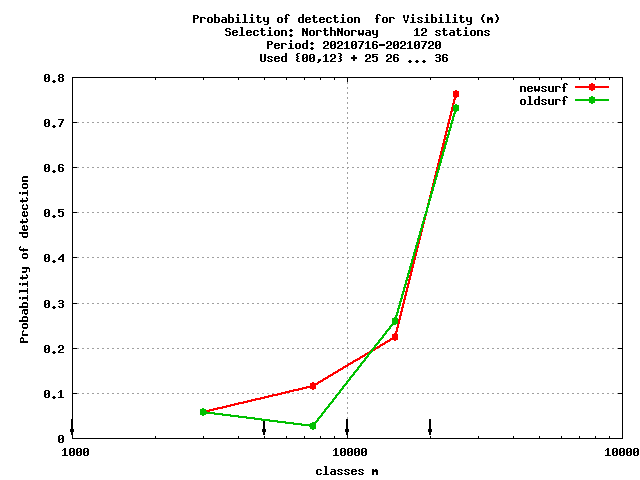 Probability of detection  for Visibility (m)
Selection: NorthNorway     12 stations
Period: 20210716-20210720
Used {00,12} + 25 26 ... 36
newsurf
oldsurf
0.8
0.7
0.6
0.5
0.4
0.3
0.2
0.1
0
Probability of detection
1000 10000 10000
classes m